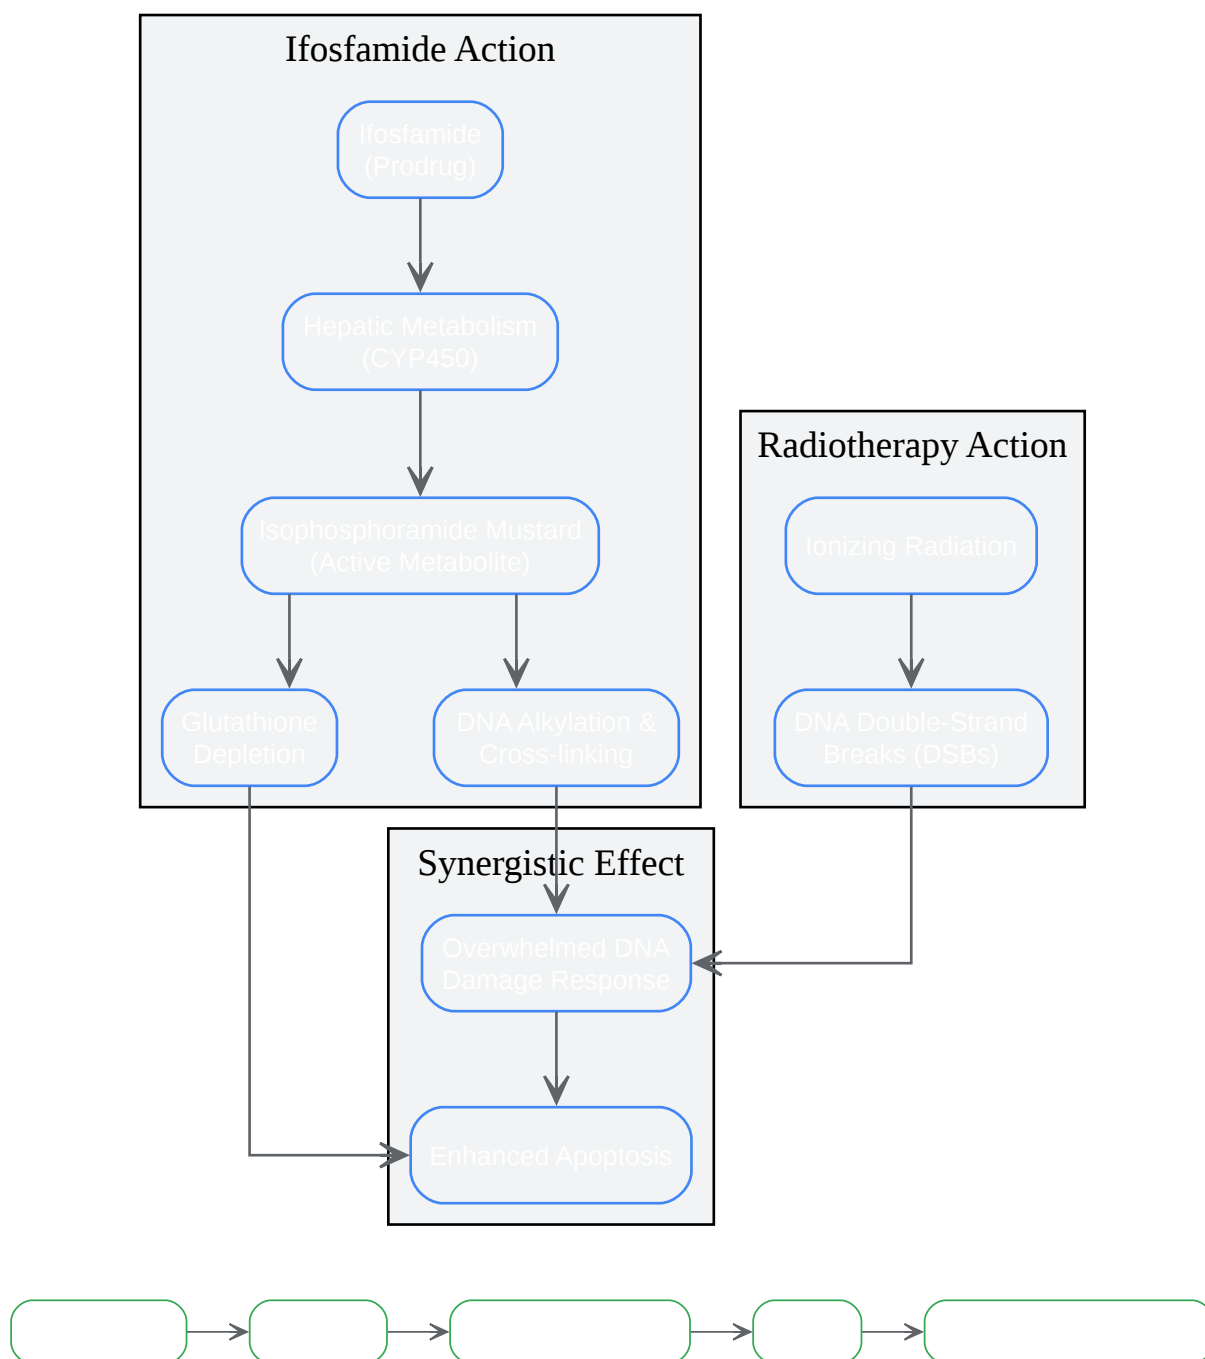 Ifosfamide Action
Ifosfamide
(Prodrug)
Hepatic Metabolism
(CYP450)
Radiotherapy Action
Isophosphoramide Mustard
(Active Metabolite)
Ionizing Radiation
Glutathione
Depletion
DNA Alkylation &
Cross-linking
DNA Double-Strand
Breaks (DSBs)
Synergistic Effect
Overwhelmed DNA
Damage Response
Enhanced Apoptosis